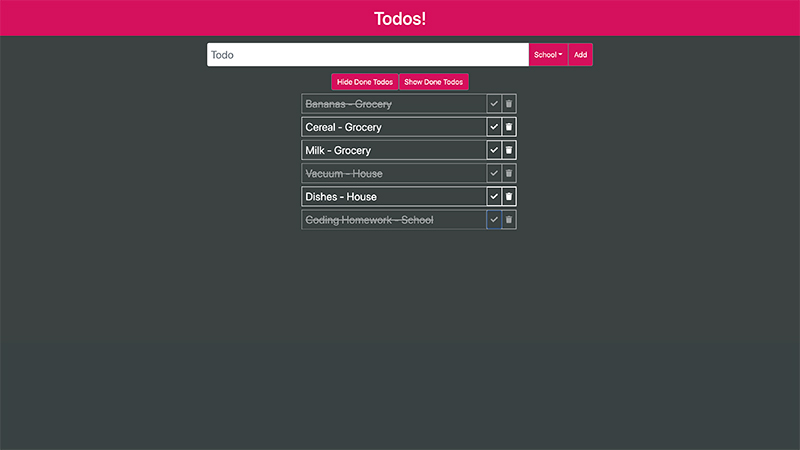 Todos!
Todo School Add
Hide Done Todos Show Done Todos
Bananas - Grocery
Cereal - Grocery
Milk - Grocery
Vacuum - House
Dishes - House
Coding Homework - School